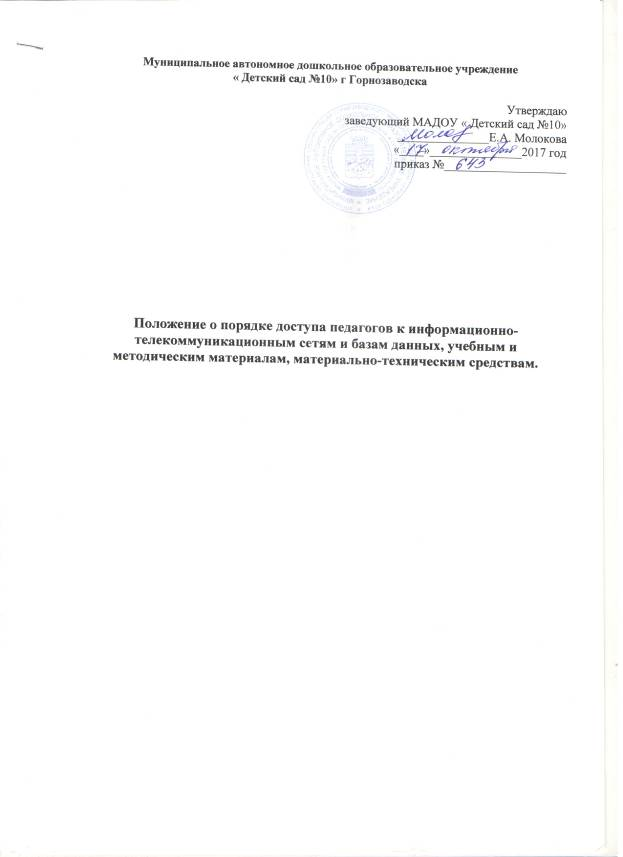 Муниципальное автономное дошкольное образовательное учреждение
« Детский сад №10» г Горнозаводска
Утверждаю
заведующий МАДОУ « Детский сад №10»
Е.А. Молокова
« 17 » октября 2017 год
приказ № 643
Положение о порядке доступа педагогов к информационно-
телекоммуникационным сетям и базам данных, учебным и
методическим материалам, материально-техническим средствам.